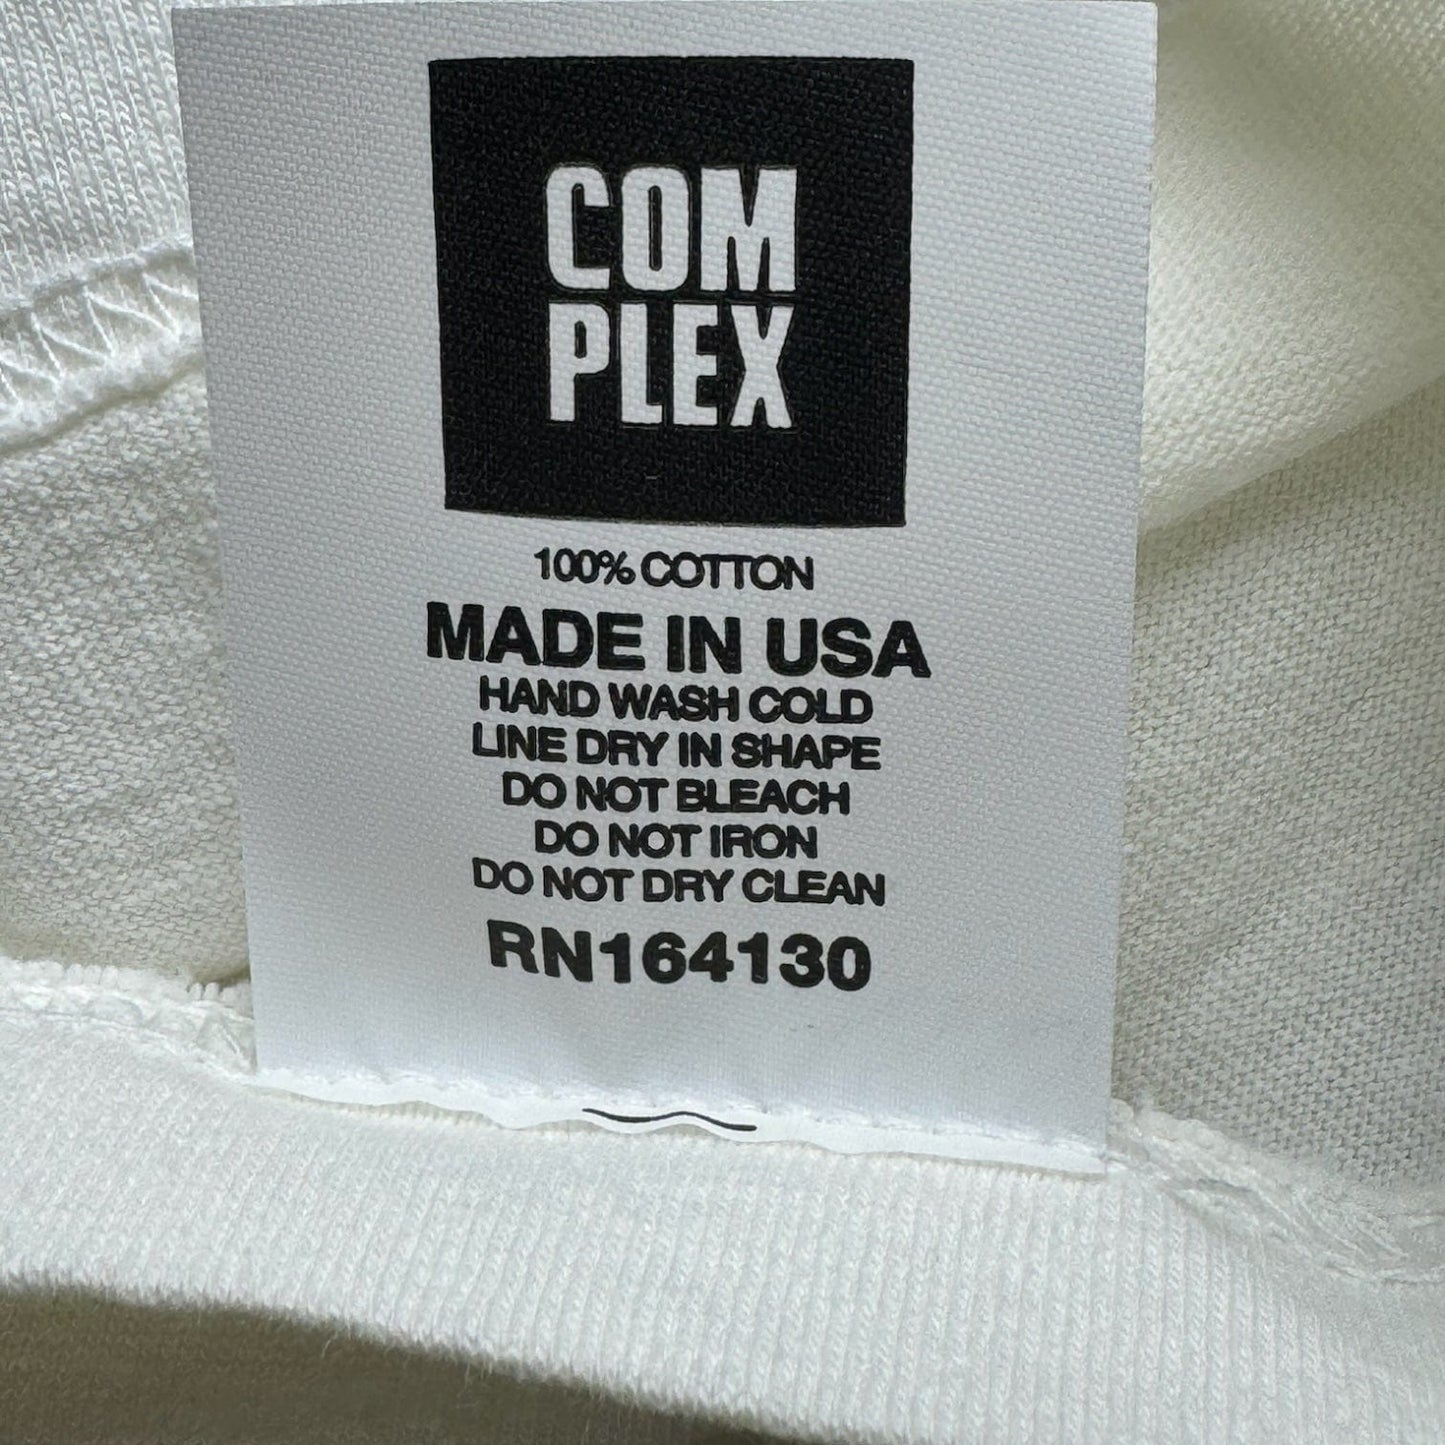 COM
PLEX
100% COTTON
MADE IN USA
HAND WASH COLD
LINE DRY IN SHAPE
DO NOT BLEACH
DO NOT IRON
DO NOT DRY CLEAN
RN164130